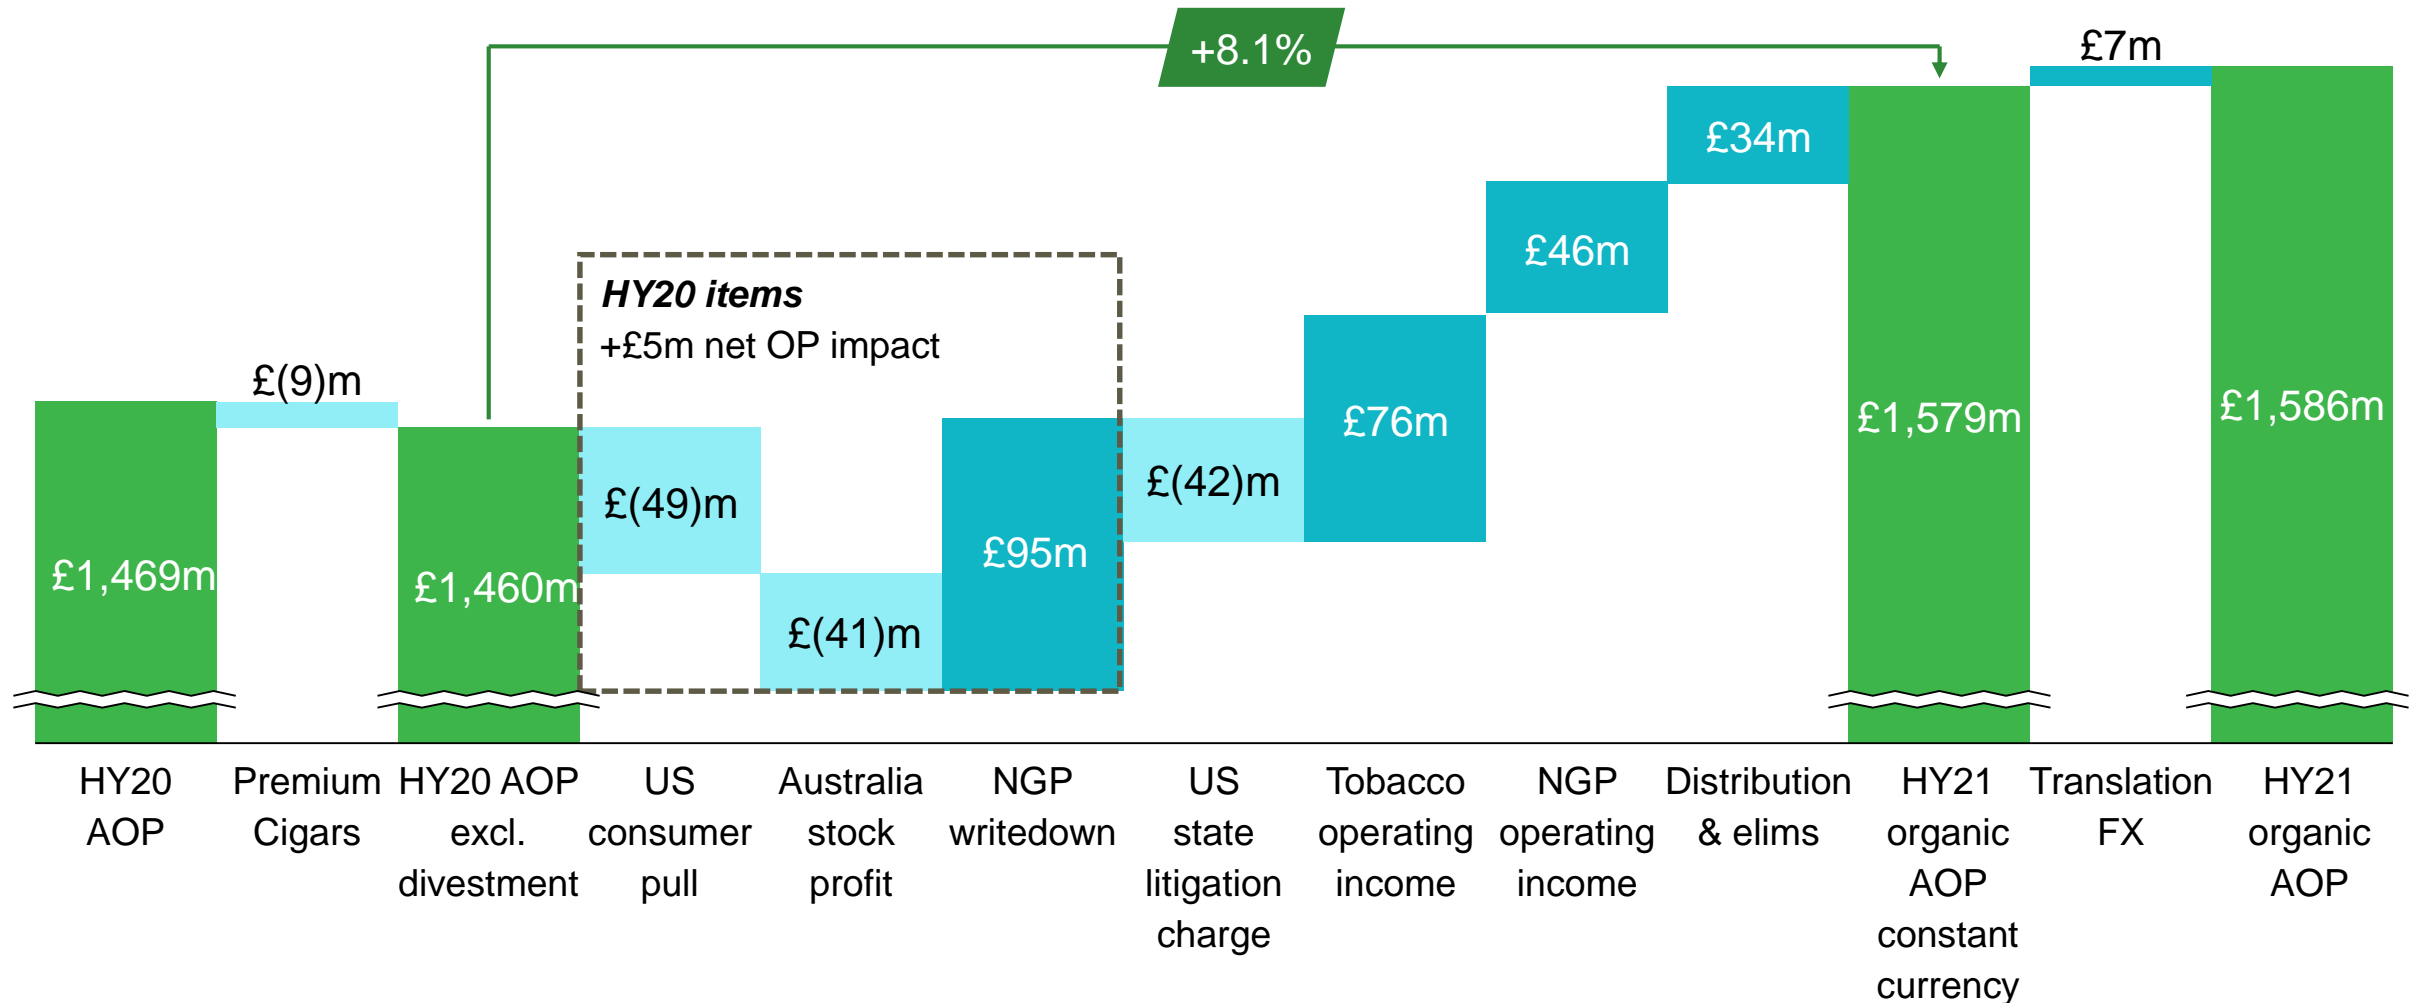 +8.1%
£7m
£34m
£46m
HY20 items
+£5m net OP impact
£(9)m
£76m
£1,579m
£1,586m
£(49)m
£(42)m
£95m
£1,469m
£1,460m
£(41)m
HY20
AOP
Premium
Cigars
HY20 AOP
excl.
divestment
US
consumer
pull
Australia
stock
profit
NGP
writedown
US
state
litigation
charge
Tobacco
operating
income
NGP
operating
income
Distribution
& elims
HY21
organic
AOP
constant
currency
Translation
FX
HY21
organic
AOP